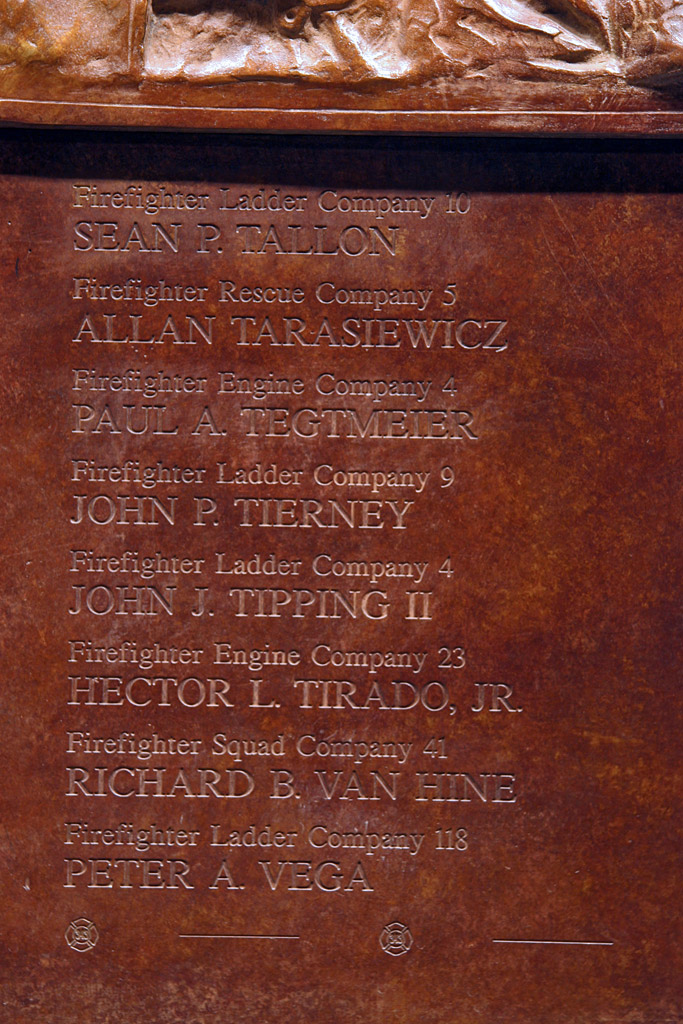 Firefighter Ladder Company 10
SEAN P. TALLON
Firefighter Rescue Company 5
ALLAN TARASIEWICZ
Firefighter Engine Company 4
PAUL A. TEGTMEIER
Firefighter Ladder Company 9
JOHN P. TIERNEY
Firefighter Ladder Company 4
JOHN J. TIPPING II
Firefighter Engine Company 23
HECTOR L. TIRADO, JR.
Firefighter Squad Company 41
RICHARD B. VAN HINE
Firefighter Ladder Company 118
PETER A. VEGA